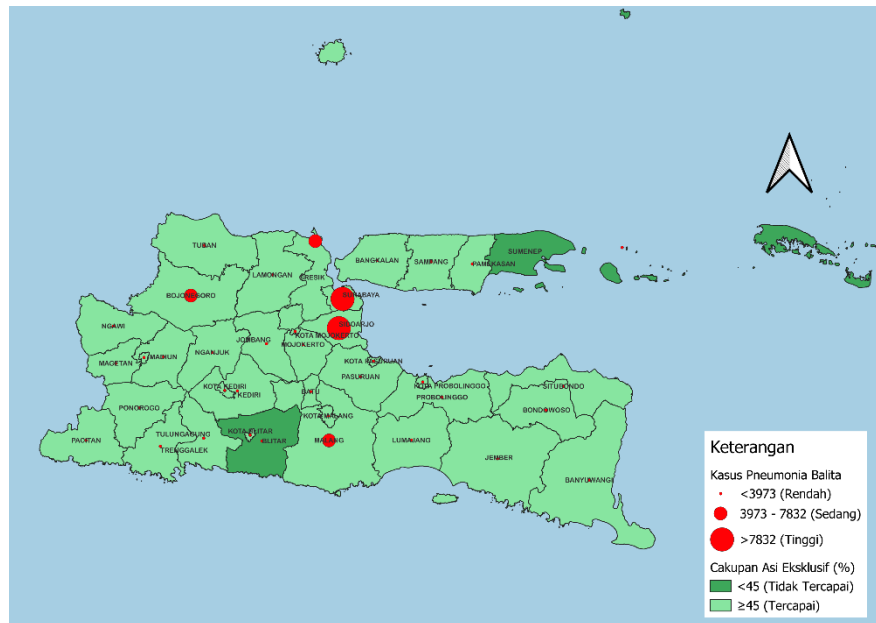 TUBAN
LAMONGAN
GRESIK
BANGKALAN
SAMPANG
PAMEKASAN
SUMENEP
BOJONEGORO
SURABAYA
SIDOARJO
NGAWI
JOMBANG
KOTA MOJOKERTO
MOJOKERTO
MAGETAN
MADIUN
NGANJUK
KOTA PASURUAN
PASURUAN
KOTA KEDIRI
KEDIRI
BATU
KOTA PROBOLINGGO
PROBOLINGGO
SITUBONDO
PONOROGO
KOTA MALANG
BONDOWOSO
PACITAN
TULUNGAGUNG
TRENGGALEK
KOTA BLITAR
BLITAR
MALANG
LUMAJANG
JEMBER
BANYUWANGI
Keterangan
Kasus Pneumonia Balita
<3973 (Rendah)
3973 - 7832 (Sedang)
>7832 (Tinggi)
Cakupan Asi Eksklusif (%)
<45 (Tidak Tercapai)
≥45 (Tercapai)